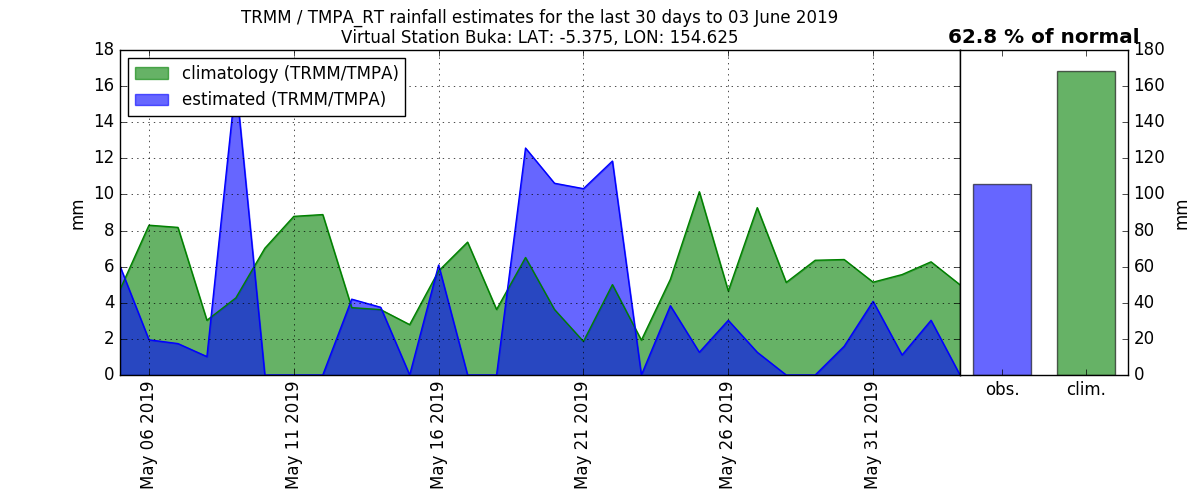 TRMM / TMPA_RT rainfall estimates for the last 30 days to 03 June 2019
Virtual Station Buka: LAT: -5.375, LON: 154.625
62.8 % of normal
climatology (TRMM/TMPA)
estimated (TRMM/TMPA)
18
16
14
12
10
8
6
4
2
0
mm
May 06 2019
May 11 2019
May 16 2019
May 21 2019
May 26 2019
May 31 2019
obs.
clim.
180
160
140
120
100
80
60
40
20
0
mm